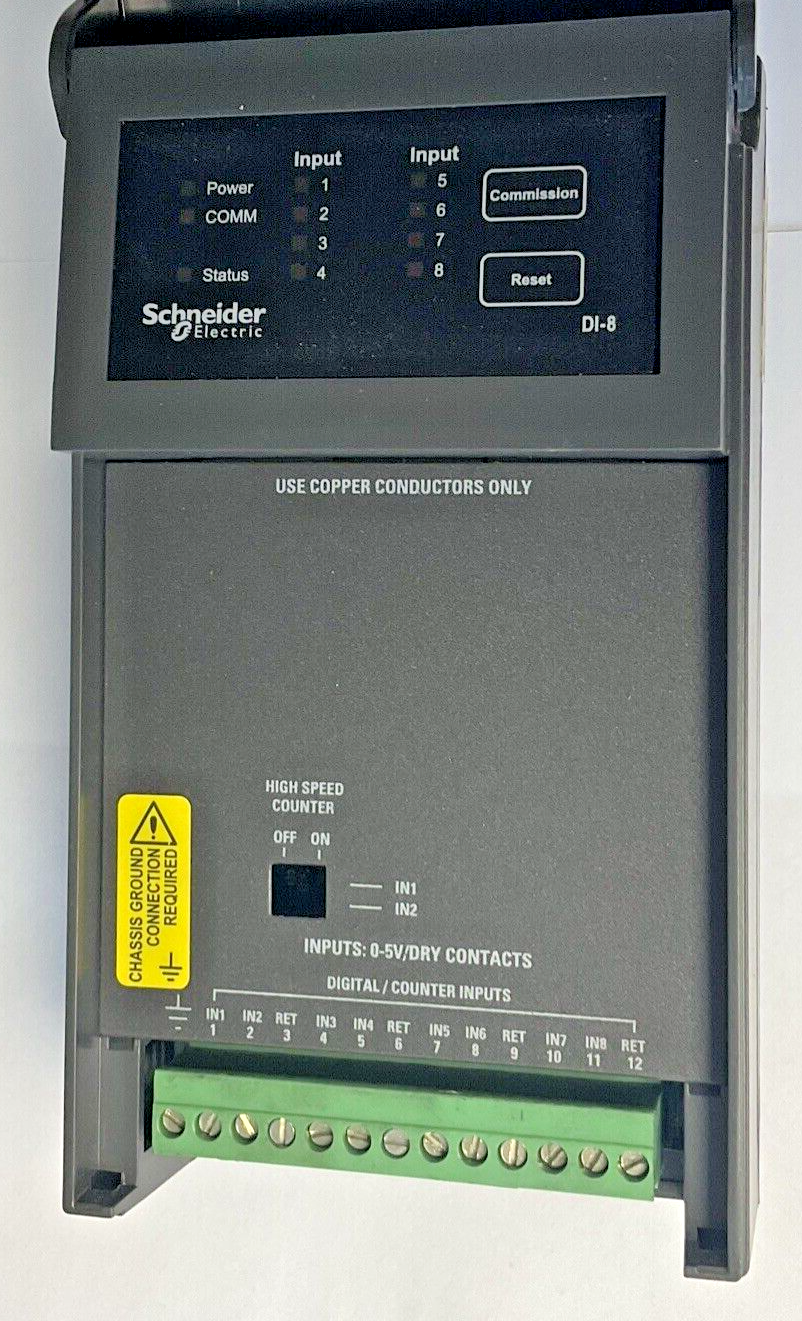 Input Input
Power 1 5 Commission
COMM 2 6
3 7
Status 4 8 Reset
Schneider
Electric
DI-8
USE COPPER CONDUCTORS ONLY
HIGH SPEED
COUNTER
OFF ON
IN1
IN2
CHASSIS GROUND
CONNECTION
REQUIRED
INPUTS: 0-5V/DRY CONTACTS
DIGITAL / COUNTER INPUTS
IN1 IN2 RET IN3 IN4 RET IN5 IN6 RET IN7 IN8 RET
1 2 3 4 5 6 7 8 9 10 11 12